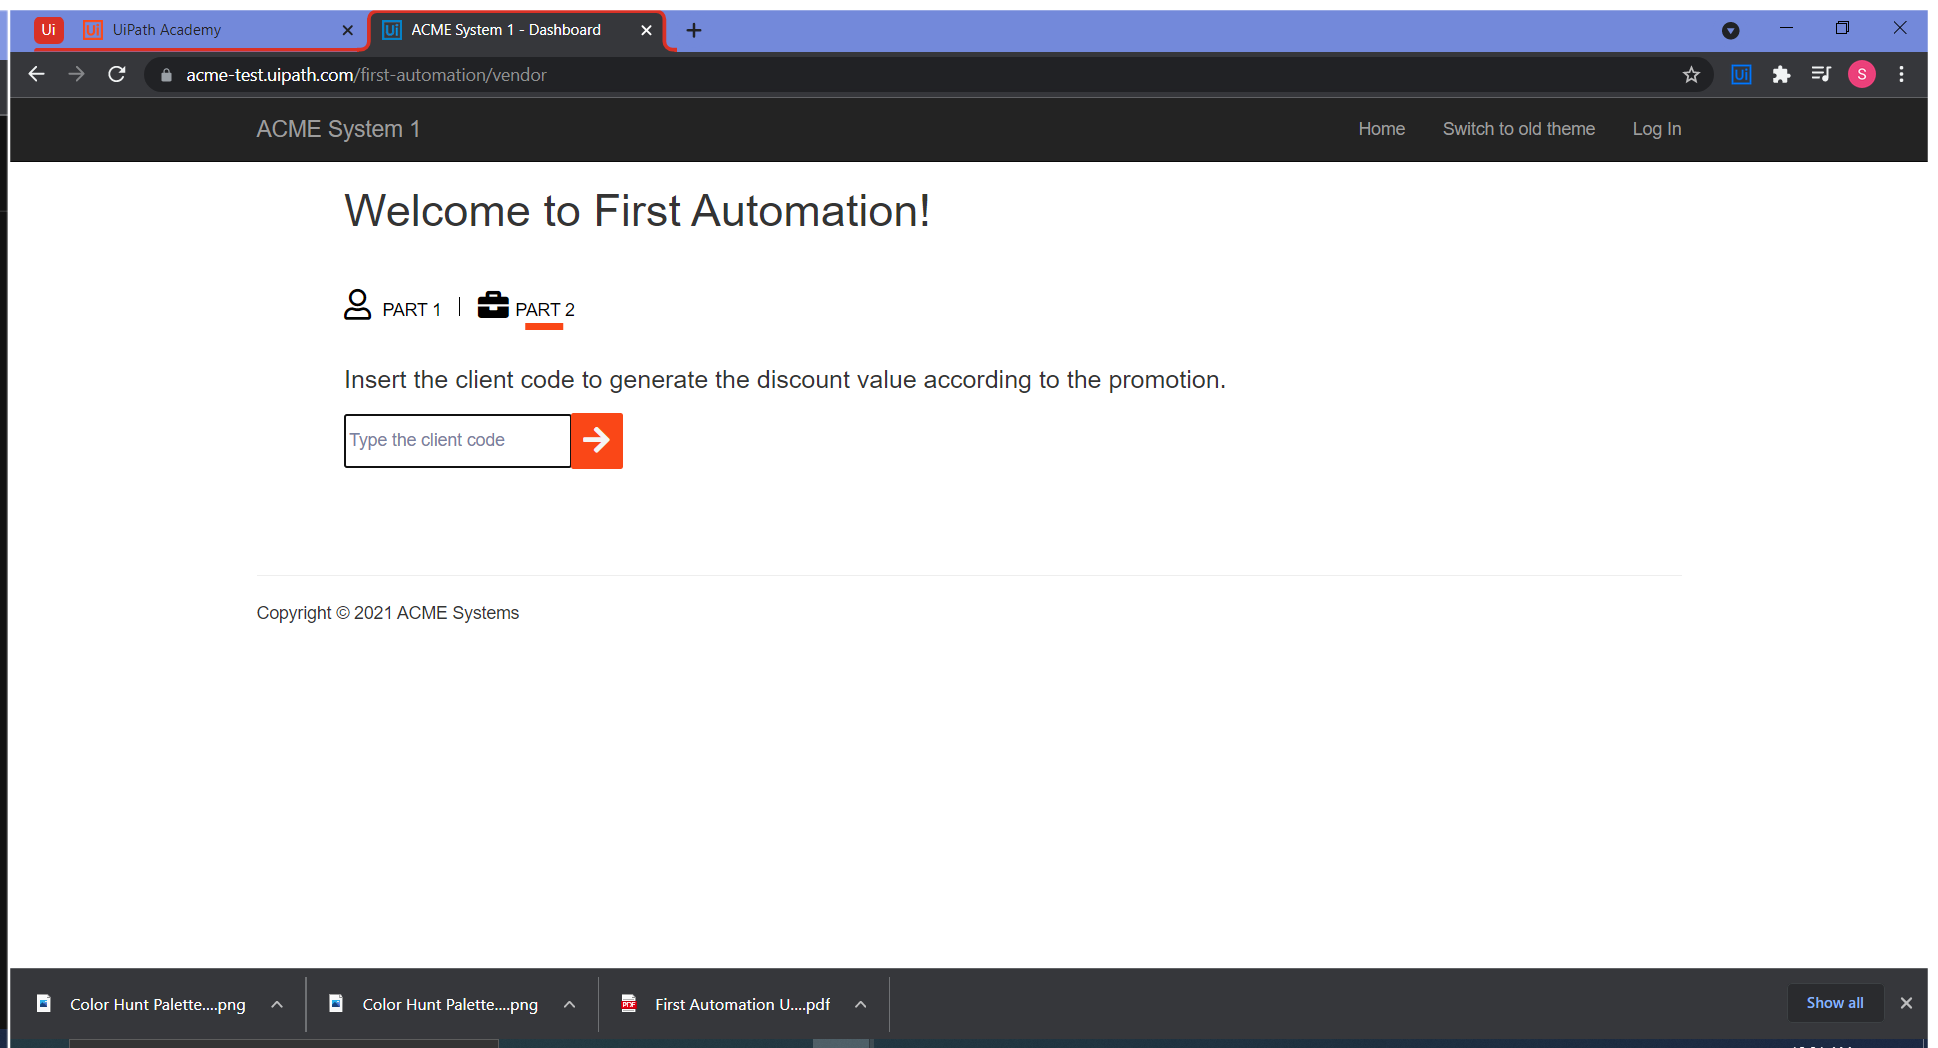 Ui UiPath Academy ACME System 1 - Dashboard
acme-test.uipath.com/first-automation/vendor S
ACME System 1 Home Switch to old theme Log In
Welcome to First Automation!
PART 1 | PART 2
Insert the client code to generate the discount value according to the promotion.
Type the client code
Copyright © 2021 ACME Systems
Color Hunt Palette....png Color Hunt Palette....png First Automation U....pdf Show all